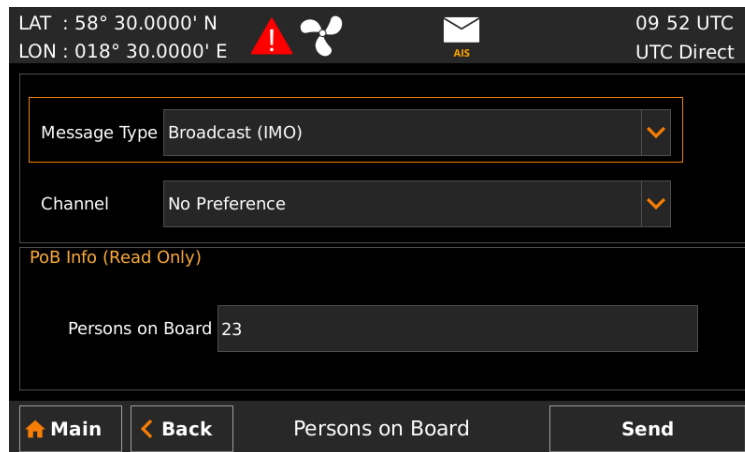 LAT : 58° 30.0000' N
LON : 018° 30.0000' E
!
AIS
09 52 UTC
UTC Direct
Message Type Broadcast (IMO)
Channel No Preference
PoB Info (Read Only)
Persons on Board 23
Main
Back
Persons on Board
Send